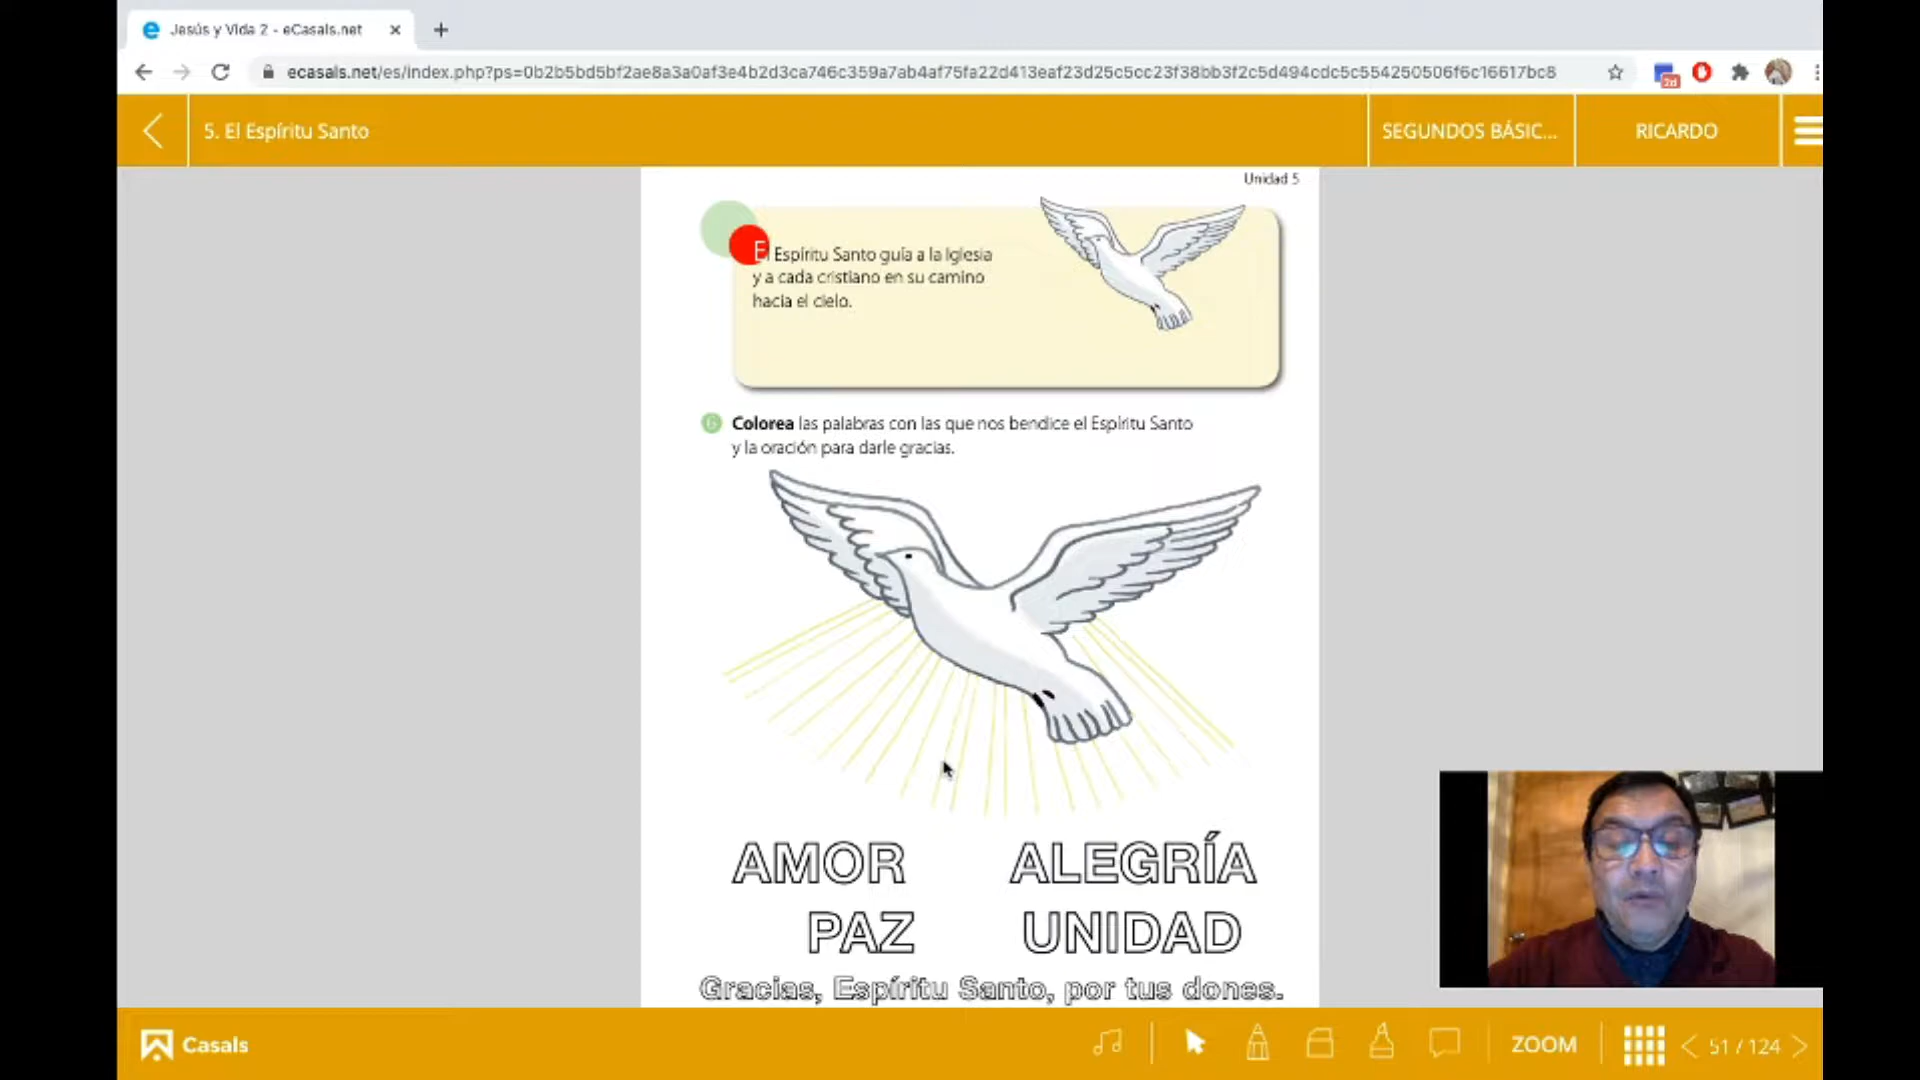 Jesús y Vida 2 - eCasals.net
ecasals.net/es/index.php?ps=0b2b5bd5bf2ae8a3a0af3e4b2d3ca746c359a7ab4af75fa22d413eaf23d25c5cc23f38bb3f2c5d494cdc5c554250506f6c16617bc8
2d
5. El Espíritu Santo
SEGUNDOS BÁSIC...
RICARDO
Unidad 5
El Espíritu Santo guía a la Iglesia
y a cada cristiano en su camino
hacia el cielo.
6 Colorea las palabras con las que nos bendice el Espíritu Santo
y la oración para darle gracias.
AMOR ALEGRÍA
PAZ UNIDAD
Gracias, Espíritu Santo, por tus dones.
Casals
ZOOM
51 / 124